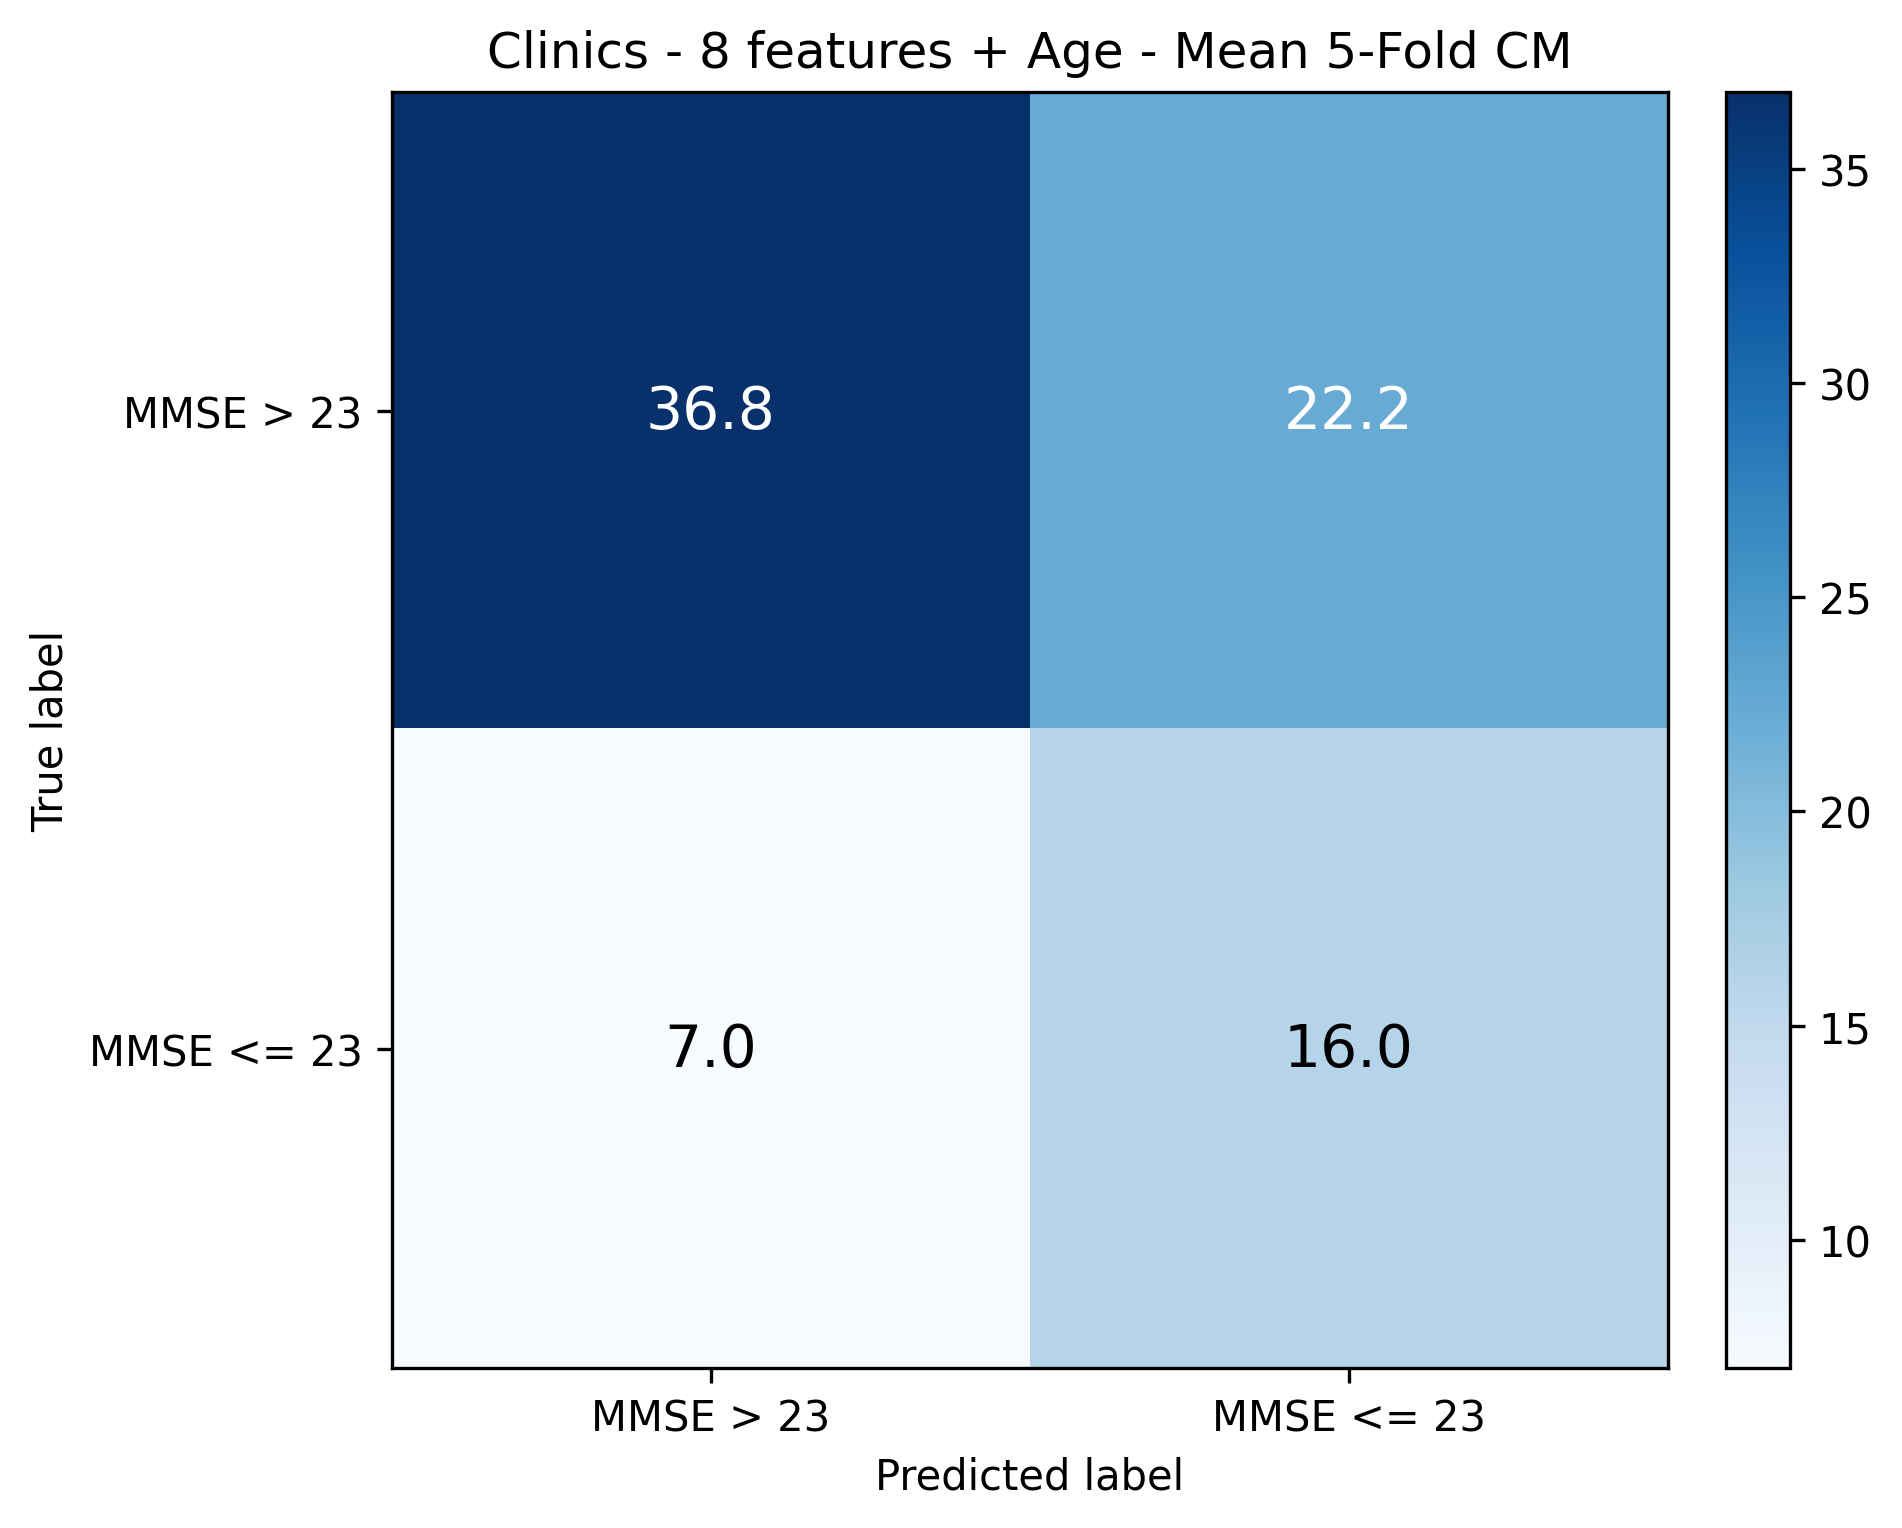 Clinics - 8 features + Age - Mean 5-Fold CM
True label
MMSE > 23
36.8
22.2
MMSE <= 23
7.0
16.0
MMSE > 23
MMSE <= 23
Predicted label
35
30
25
20
15
10